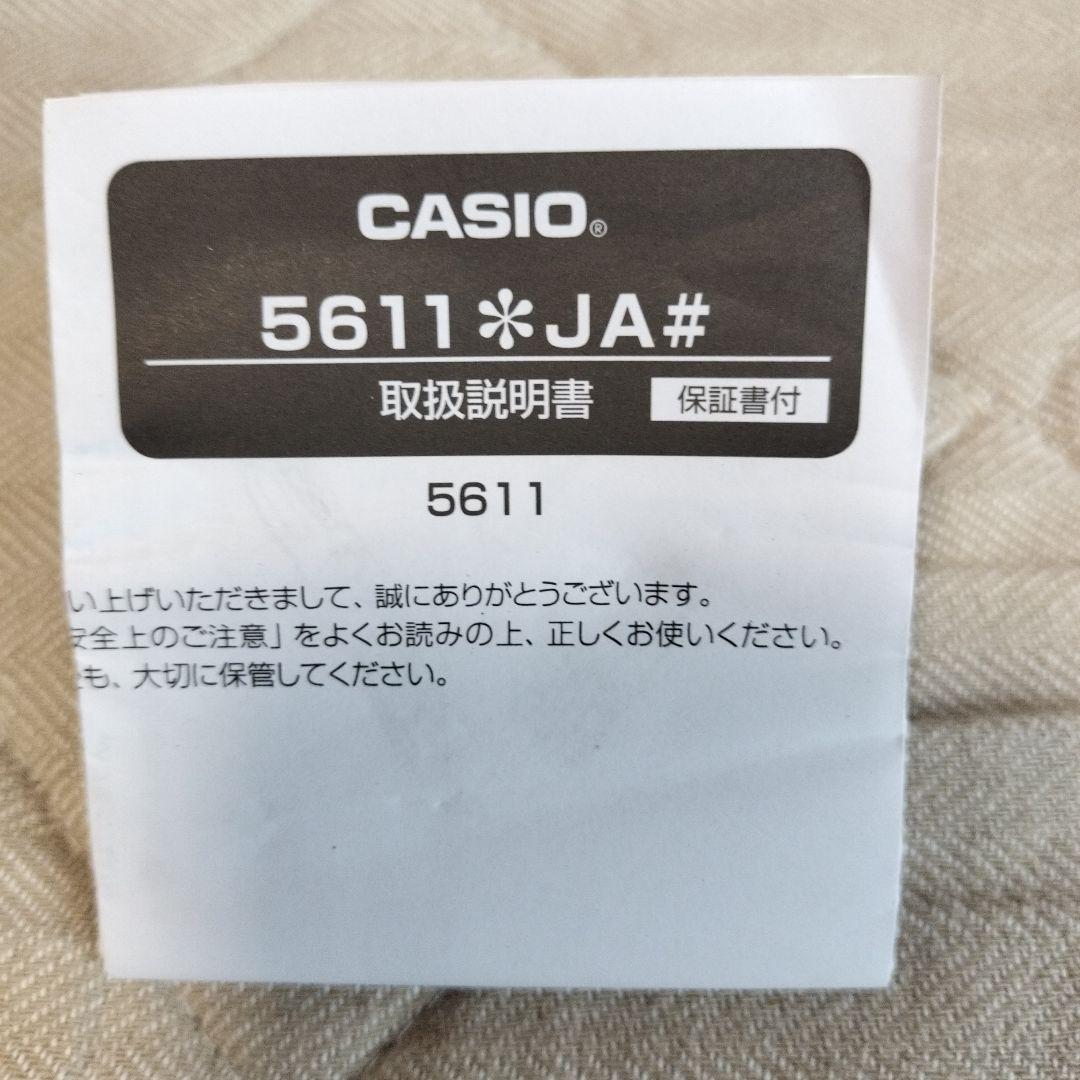 CASIO®
5611＊JA#
取扱説明書 保証書付
5611
い上げいただきまして、誠にありがとうございます。
安全上のご注意」をよくお読みの上、正しくお使いください。
も、大切に保管してください。